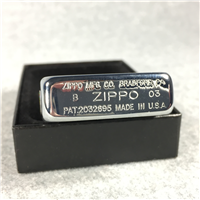 ZIPPO MFG. CO. BRADFORD, PA.
B ZIPPO 03
PAT. 2032695 MADE IN U.S.A.